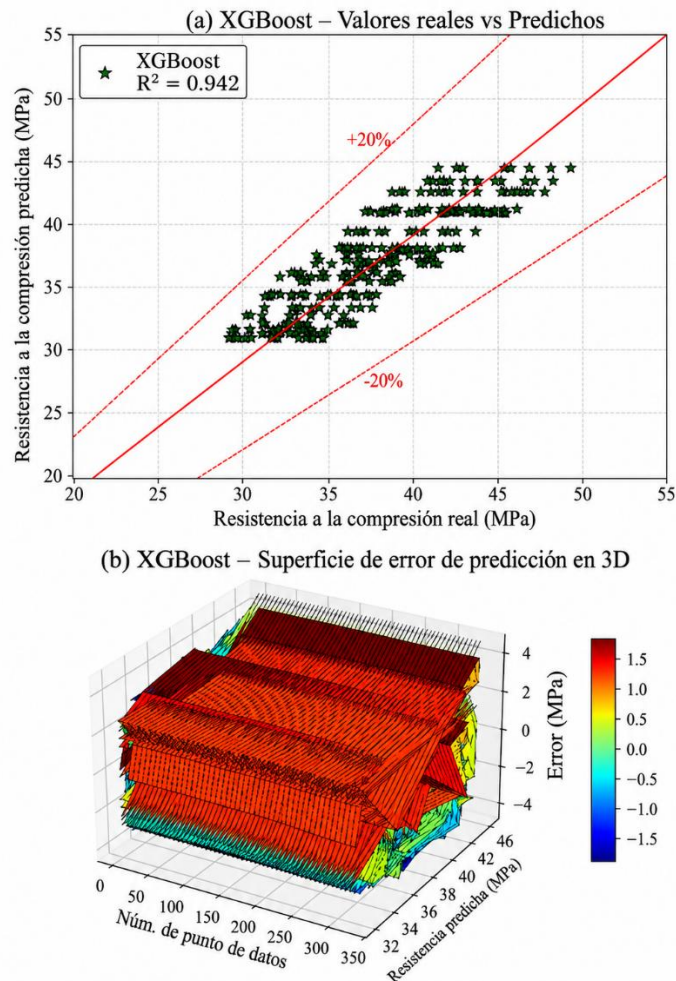 (a) XGBoost – Valores reales vs Predichos
XGBoost
R² = 0.942
+20%
-20%
55
50
45
40
35
30
25
20
20 25 30 35 40 45 50 55
Resistencia a la compresión predicha (MPa)
Resistencia a la compresión real (MPa)
(b) XGBoost – Superficie de error de predicción en 3D
4
2
0
−2
−4
Error (MPa)
46
44
42
40
38
36
34
32
Resistencia predicha (MPa)
0 50 100 150 200 250 300 350
Núm. de punto de datos
1.5
1.0
0.5
0.0
−0.5
−1.0
−1.5